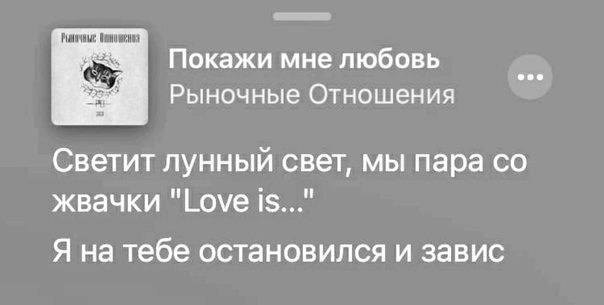 Рыночные Отношения
Покажи мне любовь
Рыночные Отношения
Светит лунный свет, мы пара со
жвачки "Love is..."
Я на тебе остановился и завис